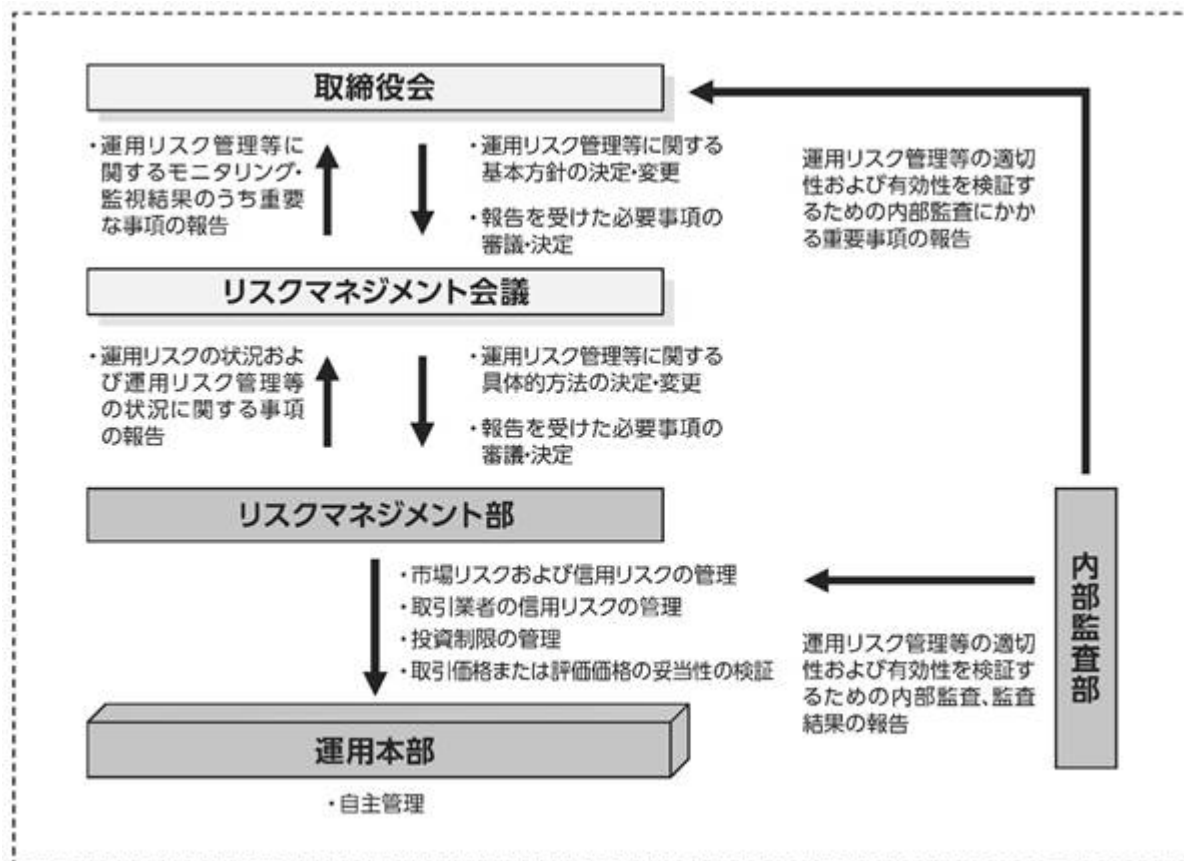 取締役会
・運用リスク管理等に
関するモニタリング・
監視結果のうち重要
な事項の報告
・運用リスク管理等に関する
基本方針の決定・変更
・報告を受けた必要事項の
審議・決定
運用リスク管理等の適切
性および有効性を検証す
るための内部監査にかか
る重要事項の報告
リスクマネジメント会議
・運用リスクの状況およ
び運用リスク管理等
の状況に関する事項
の報告
・運用リスク管理等に関する
具体的方法の決定・変更
・報告を受けた必要事項の
審議・決定
リスクマネジメント部
・市場リスクおよび信用リスクの管理
・取引業者の信用リスクの管理
・投資制限の管理
・取引価格または評価価格の妥当性の検証
運用リスク管理等の適切
性および有効性を検証す
るための内部監査、監査
結果の報告
内部監査部
運用本部
・自主管理